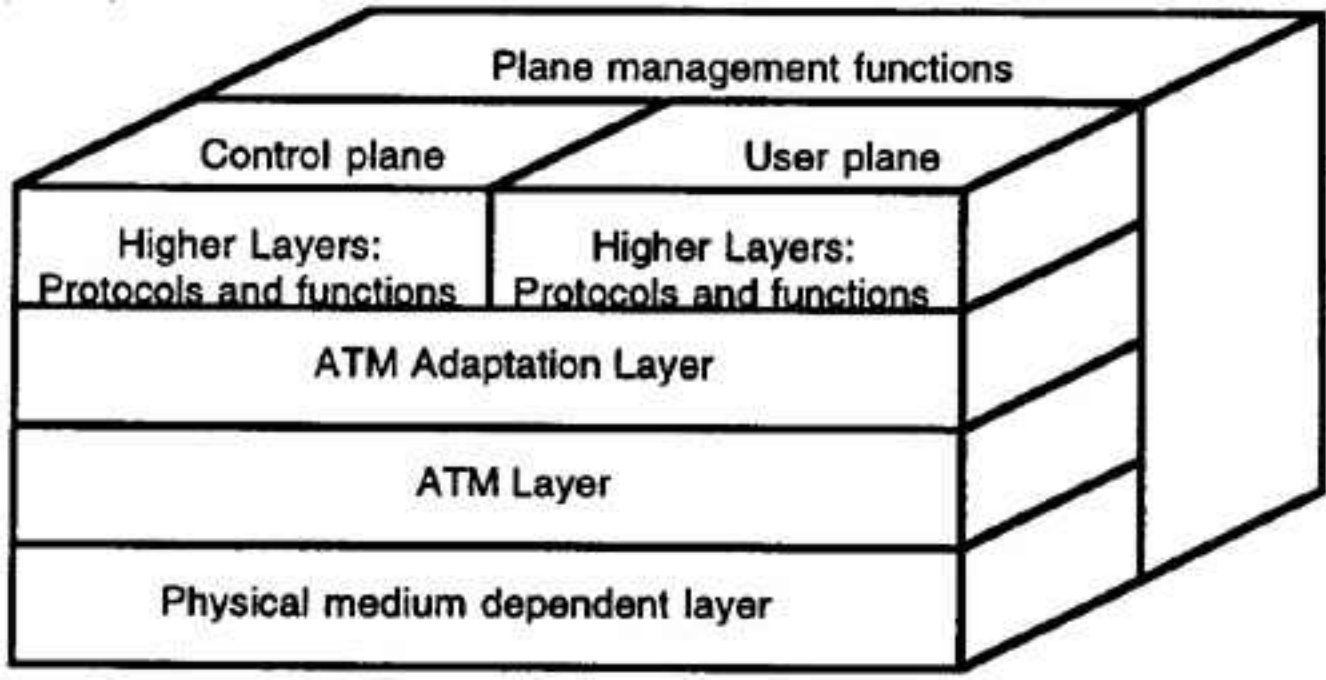 Plane management functions
Control plane
User plane
Higher Layers:
Protocols and functions
Higher Layers:
Protocols and functions
ATM Adaptation Layer
ATM Layer
Physical medium dependent layer